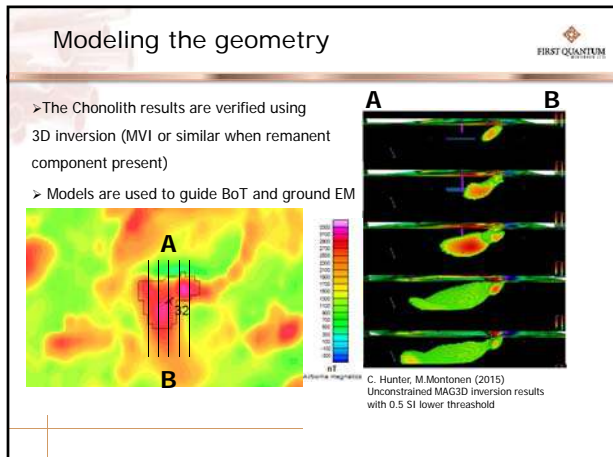 Modeling the geometry
FIRST QUANTUM
➢The Chonolith results are verified using
3D inversion (MVI or similar when remanent
component present)
➢ Models are used to guide BoT and ground EM
A
B
A
32
B
nT
Airborne magnetics
C. Hunter, M.Montonen (2015)
Unconstrained MAG3D inversion results
with 0.5 SI lower threashold